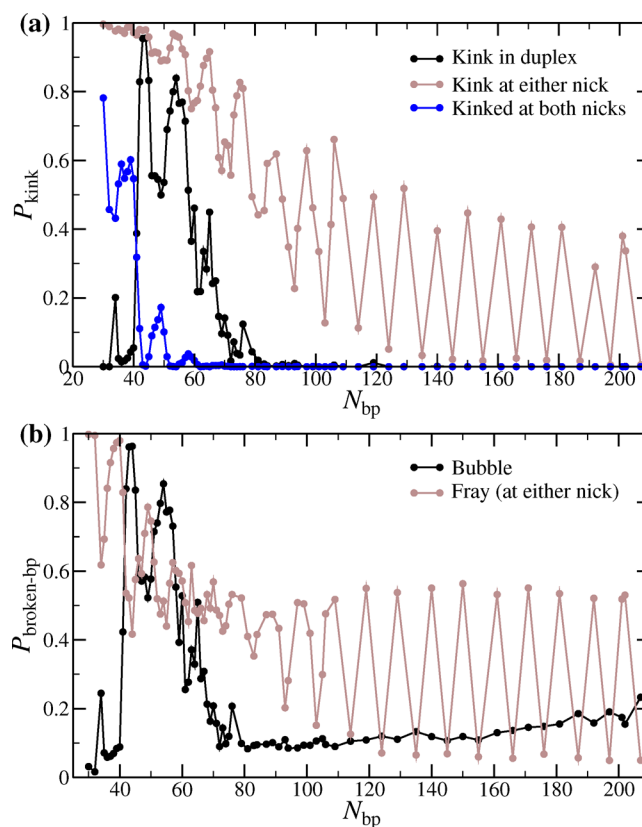 (a)
Kink in duplex
Kink at either nick
Kinked at both nicks
P_kink
1
0.8
0.6
0.4
0.2
0
20 40 60 80 100 120 140 160 180 200
N_bp
(b)
Bubble
Fray (at either nick)
P_broken-bp
1
0.8
0.6
0.4
0.2
0
40 60 80 100 120 140 160 180 200
N_bp